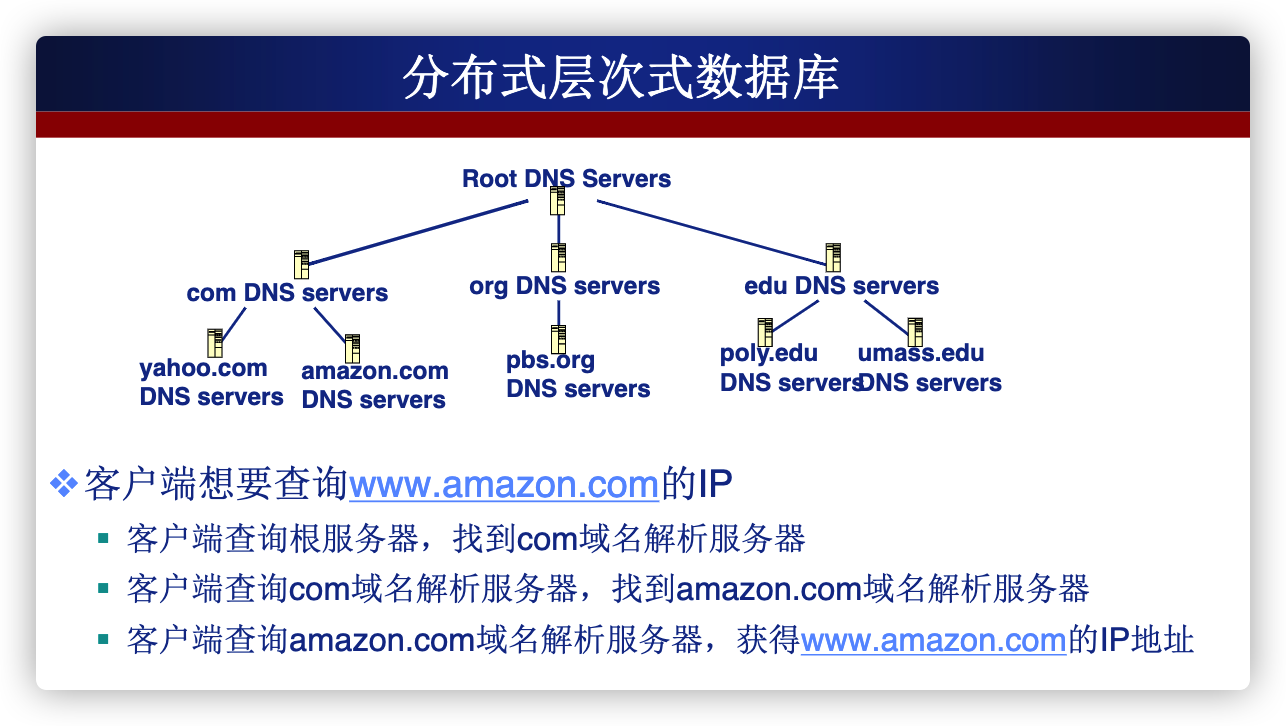 分布式层次式数据库
Root DNS Servers
com DNS servers
org DNS servers
edu DNS servers
yahoo.com
DNS servers
amazon.com
DNS servers
pbs.org
DNS servers
poly.edu
DNS servers
umass.edu
DNS servers
客户端想要查询www.amazon.com的IP
客户端查询根服务器，找到com域名解析服务器
客户端查询com域名解析服务器，找到amazon.com域名解析服务器
客户端查询amazon.com域名解析服务器，获得www.amazon.com的IP地址